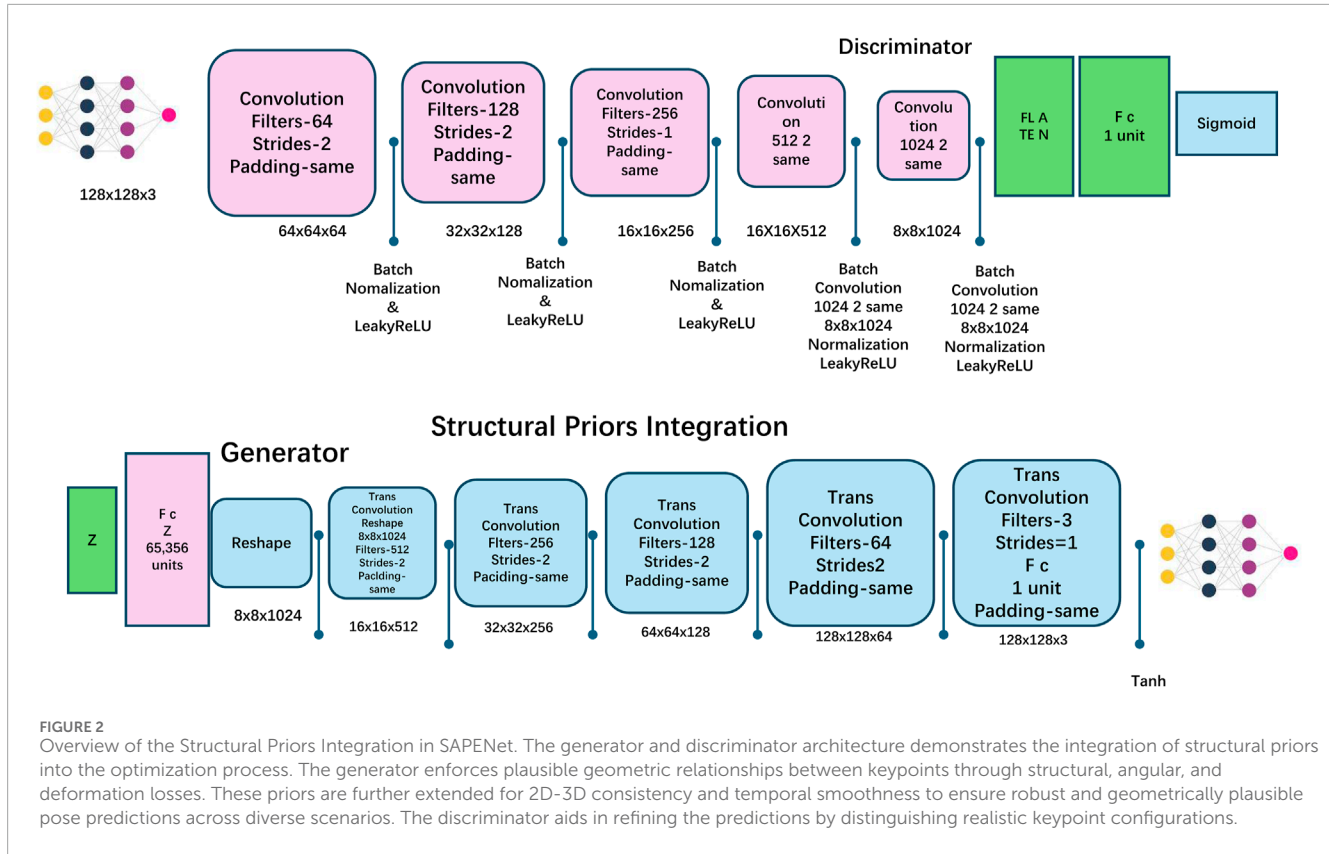 Discriminator
128x128x3
Convolution
Filters-64
Strides-2
Padding-same
64x64x64
Convolution
Filters-128
Strides-2
Padding-
same
32x32x128
Convolution
Filters-256
Strides-1
Padding-
same
16x16x256
Convoluti
on
512 2
same
16X16X512
Convolu
tion
1024 2
same
8x8x1024
FL A
TE N
F c
1 unit
Sigmoid
Batch
Nomalization
&
LeakyReLU
Batch
Nomalization
&
LeakyReLU
Batch
Nomalization
&
LeakyReLU
Batch
Convolution
1024 2 same
8x8x1024
Normalization
LeakyReLU
Batch
Convolution
1024 2 same
8x8x1024
Normalization
LeakyReLU
Structural Priors Integration
Generator
Z
F c
Z
65,356
units
Reshape
8x8x1024
Trans
Convolution
Reshape
8x8x1024
Filters-512
Strides-2
Paclding-
same
16x16x512
Trans
Convolution
Flters-256
Strides-2
Paciding-same
32x32x256
Trans
Convolution
Filters-128
Strides-2
Padding-same
64x64x128
Trans
Convolution
Filters-64
Strides2
Padding-same
128x128x64
Trans
Convolution
Filters-3
Strides=1
F c
1 unit
Padding-same
128x128x3
Tanh
FIGURE 2
Overview of the Structural Priors Integration in SAPENet. The generator and discriminator architecture demonstrates the integration of structural priors
into the optimization process. The generator enforces plausible geometric relationships between keypoints through structural, angular, and
deformation losses. These priors are further extended for 2D-3D consistency and temporal smoothness to ensure robust and geometrically plausible
pose predictions across diverse scenarios. The discriminator aids in refining the predictions by distinguishing realistic keypoint configurations.